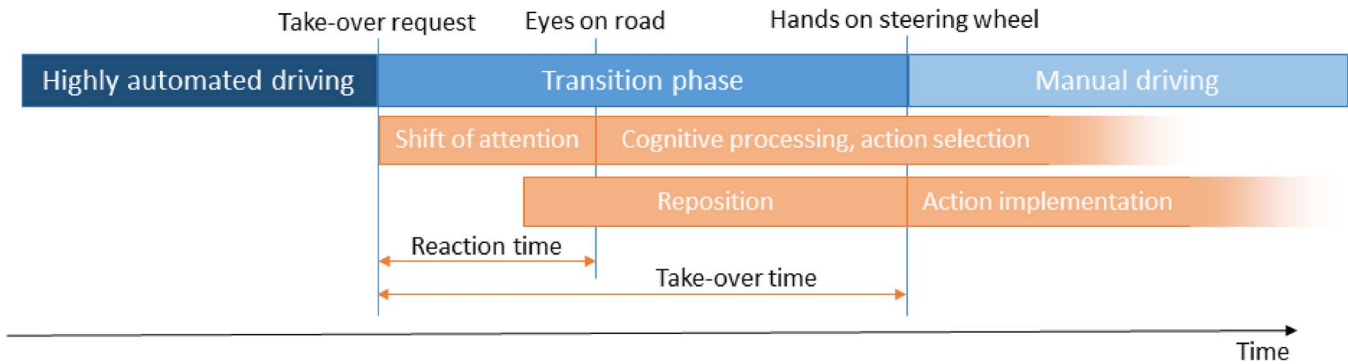 Take-over request Eyes on road Hands on steering wheel
Highly automated driving Transition phase Manual driving
Shift of attention Cognitive processing, action selection
Reposition Action implementation
Reaction time
Take-over time
Time